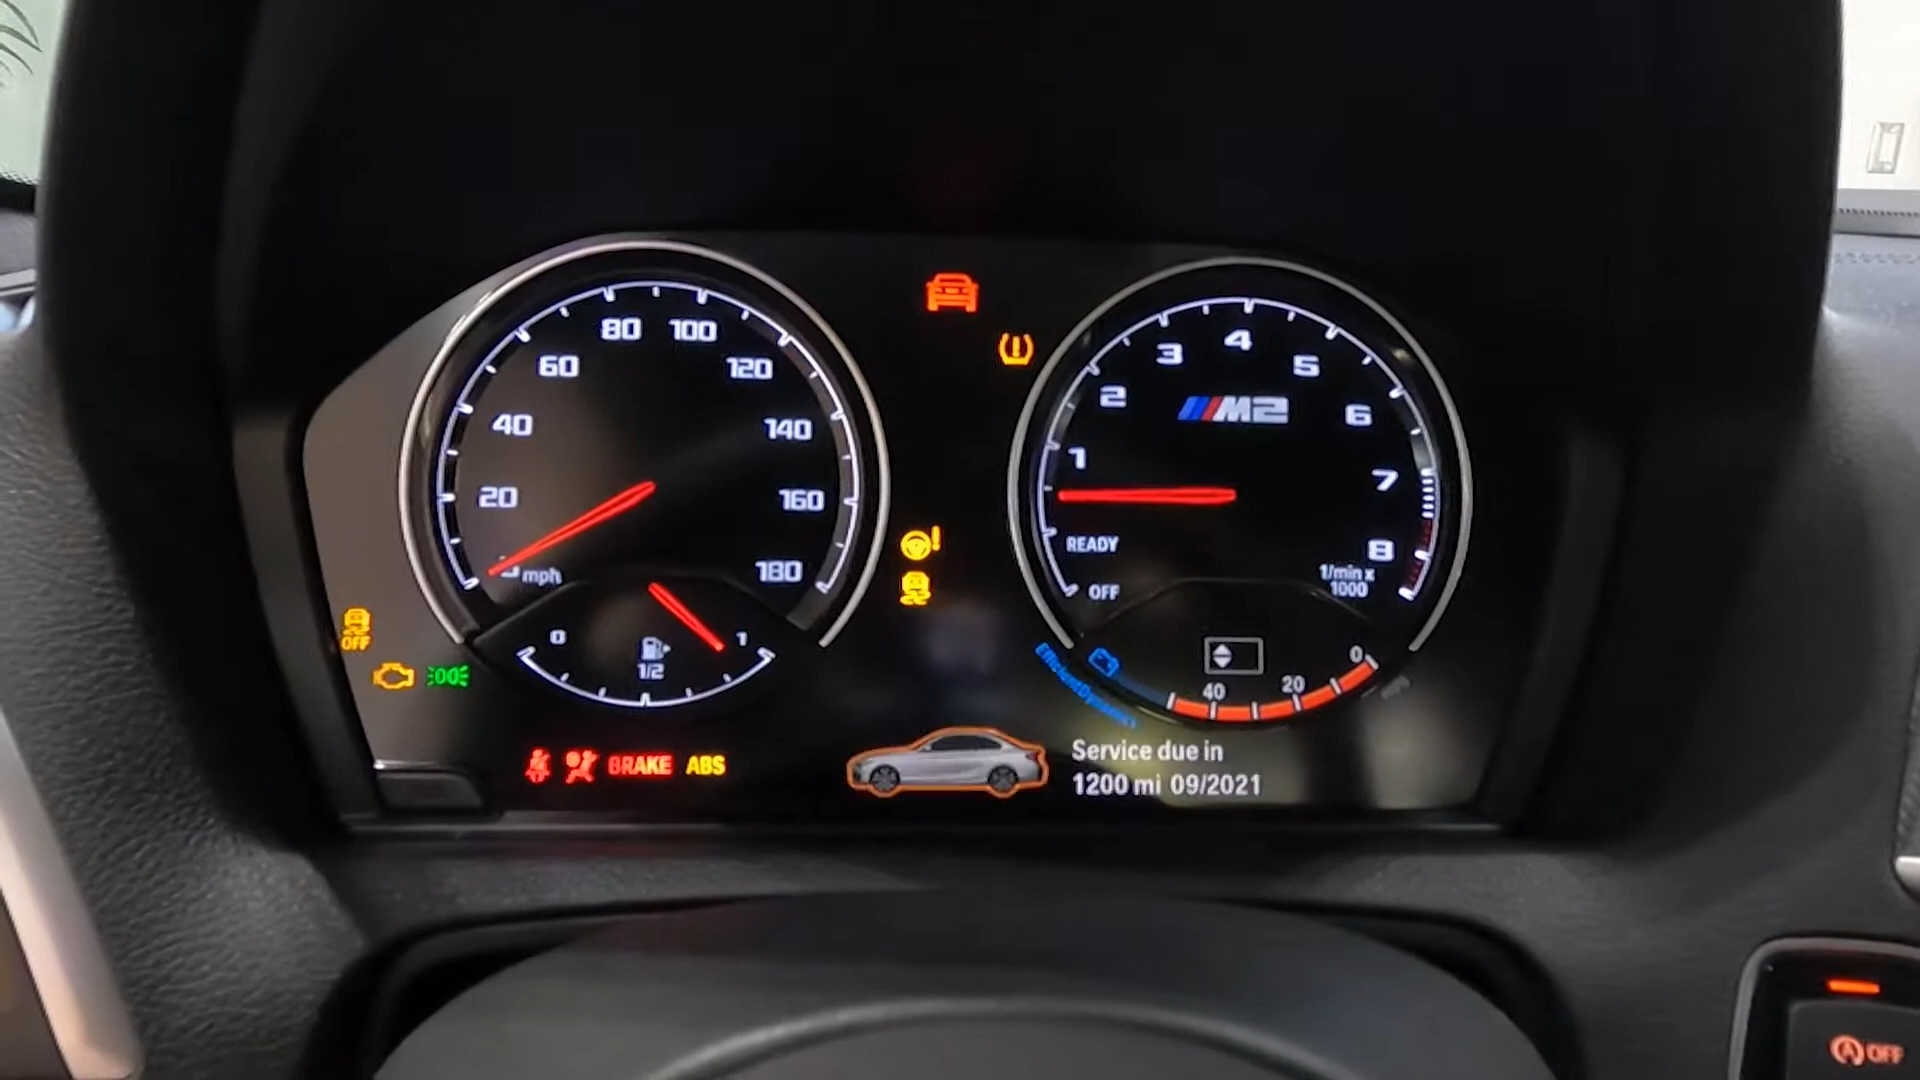 80 100
60 120
40 140
20 160
mph 180
0 1
1/2
4
3 5
2 6
M2
1 7
READY
8
OFF
1/min x
1000
EfficientDynamics
40 20 0
OFF
BRAKE ABS
Service due in
1200 mi 09/2021
A OFF